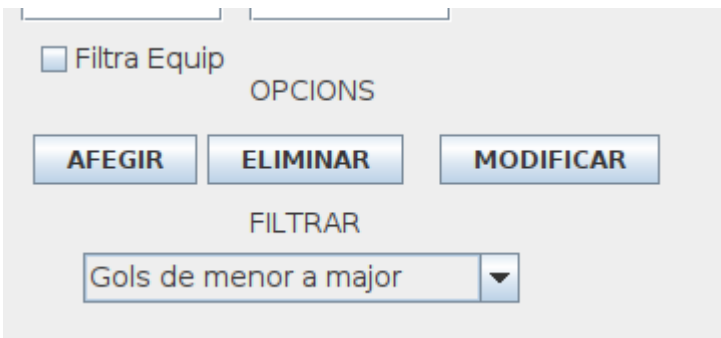 Filtra Equip
OPCIONS
AFEGIR ELIMINAR MODIFICAR
FILTRAR
Gols de menor a major